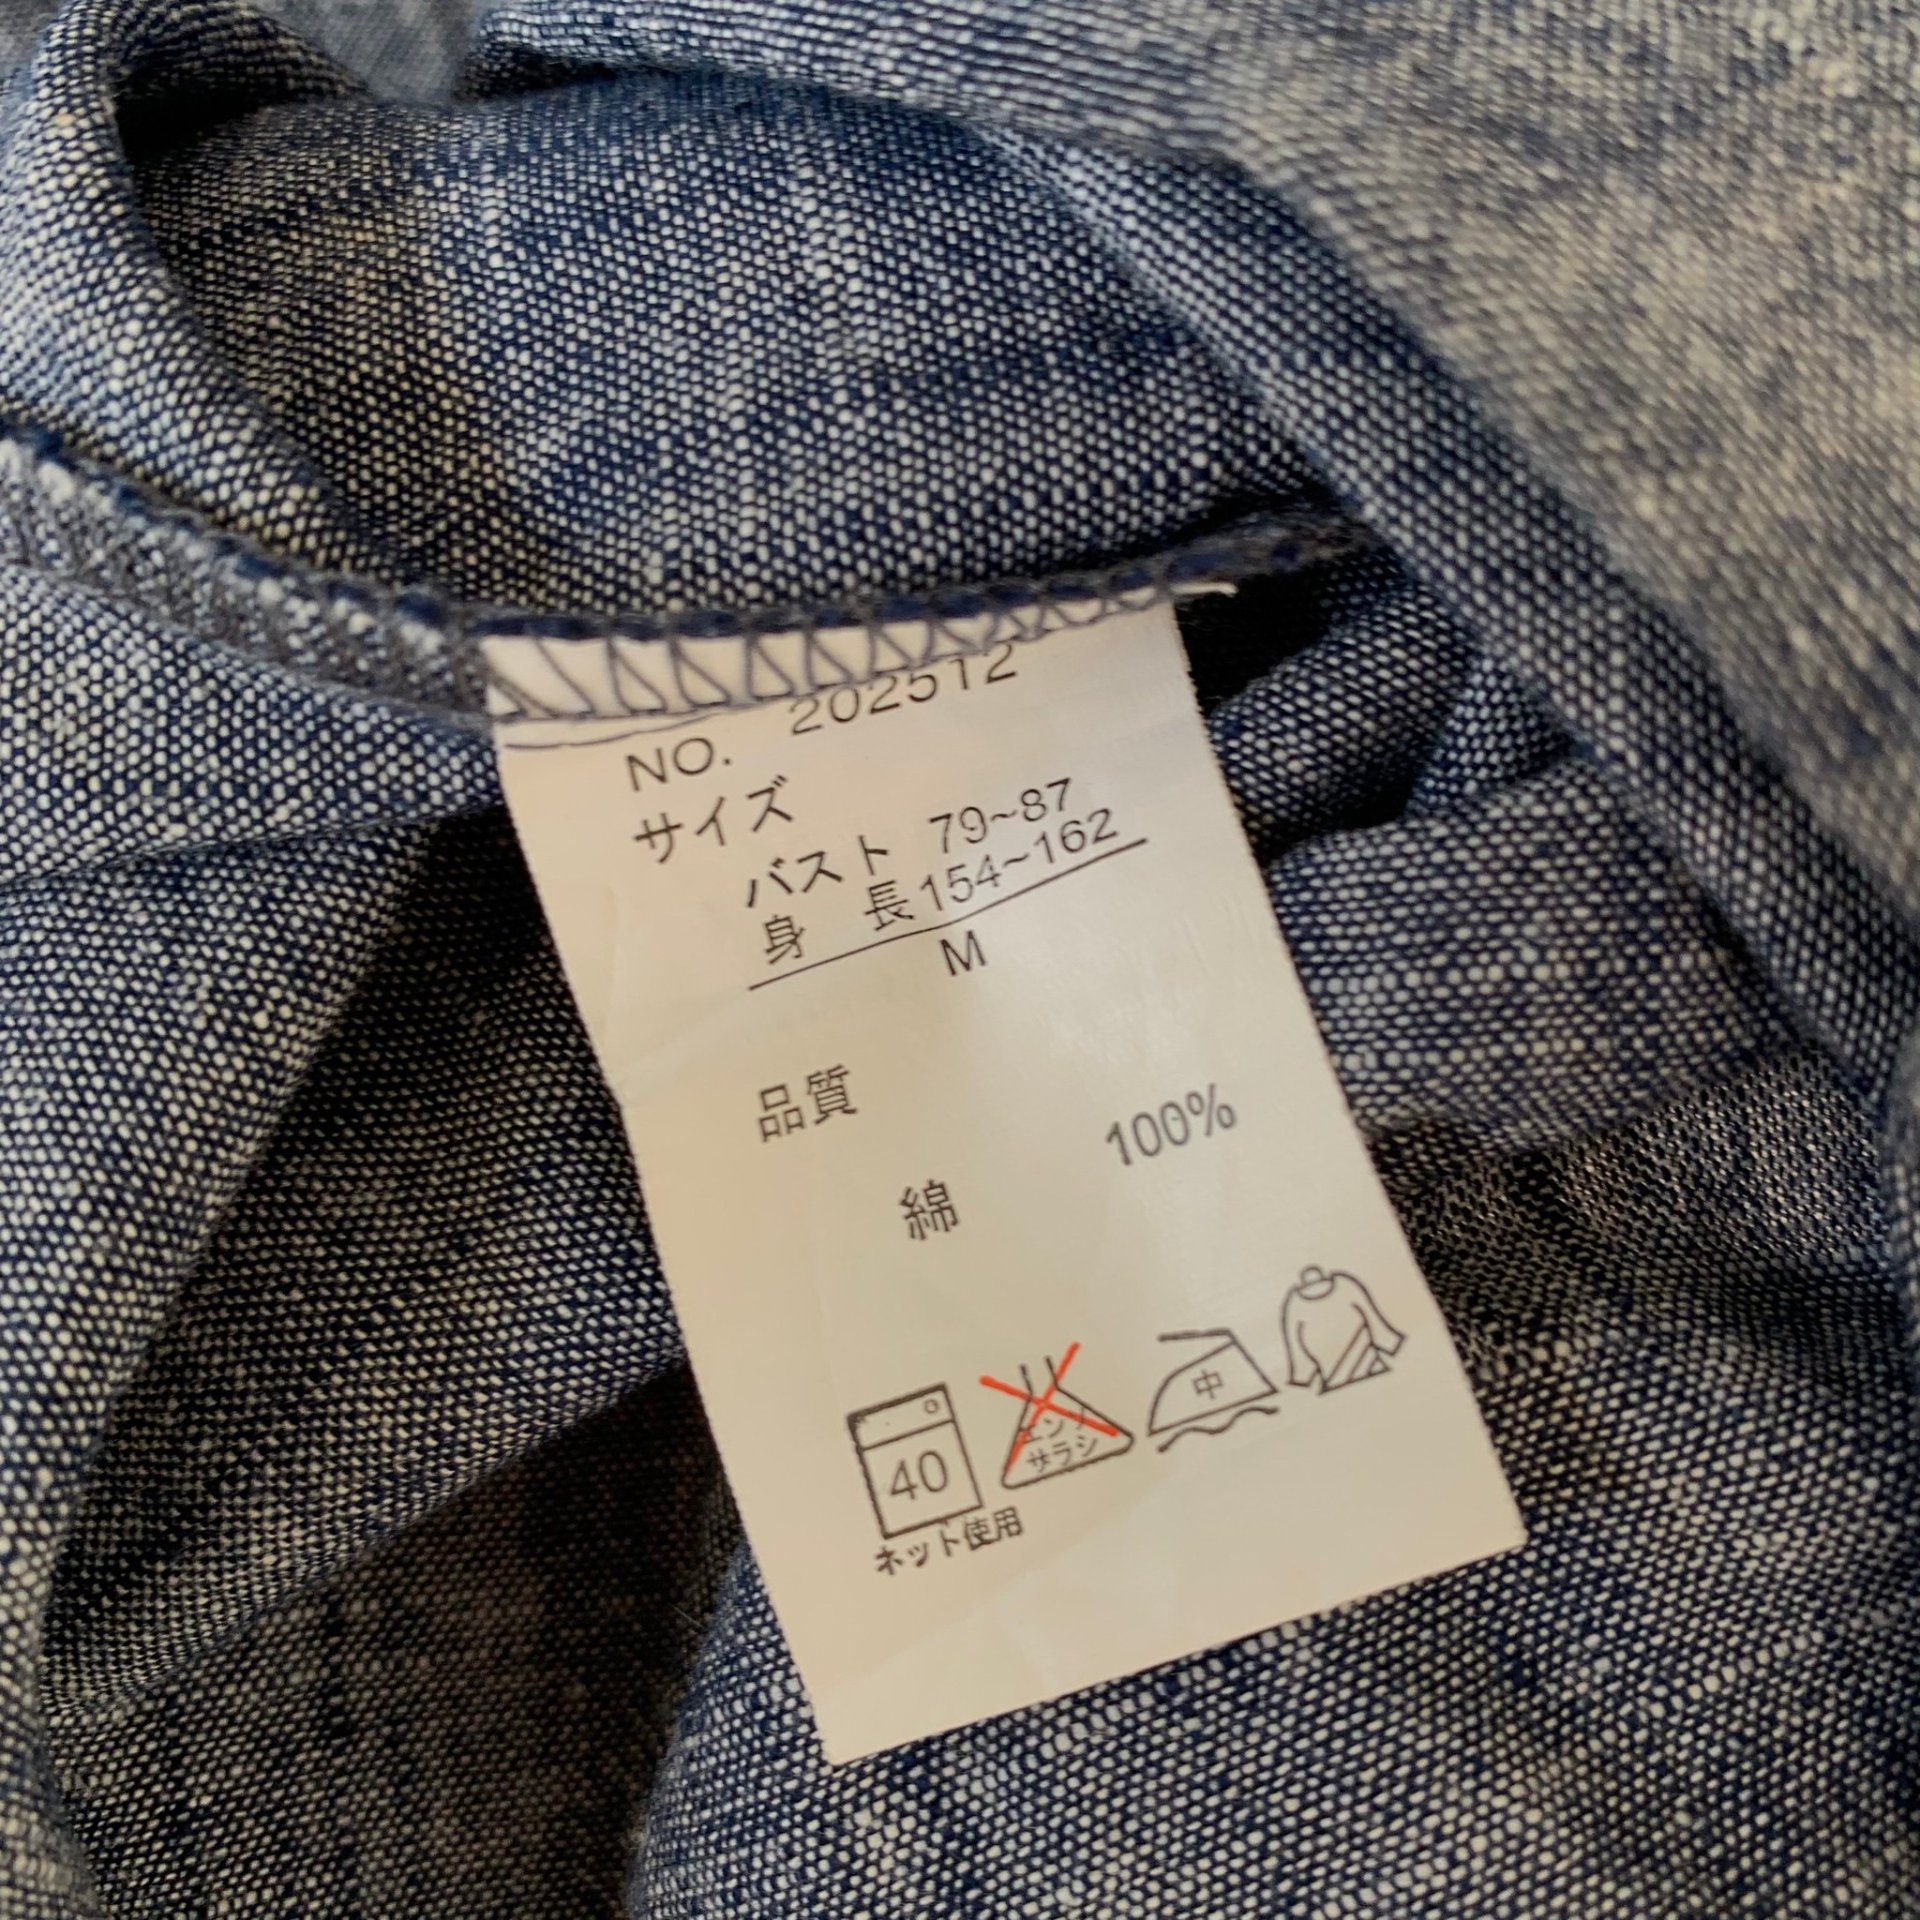 NO. 202512
サイズ
バスト 79~87
身 長 154~162
M
品質
綿 100%
40
エンソ
サラシ
中
ネット使用